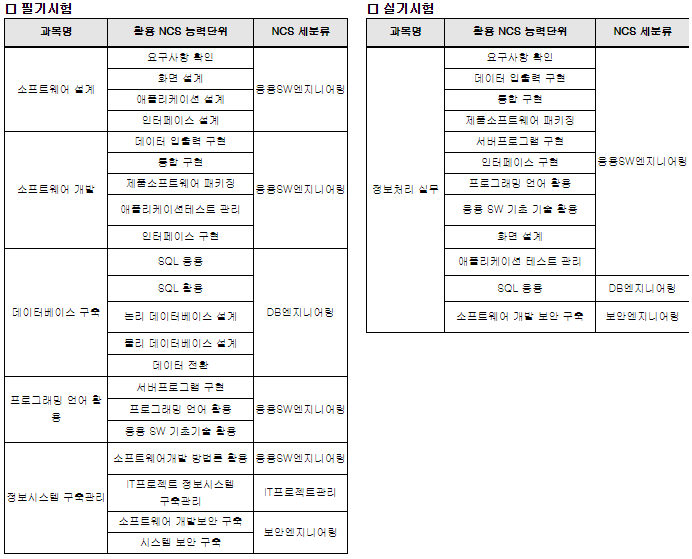 □ 필기시험
과목명 활용 NCS 능력단위 NCS 세분류
소프트웨어 설계
요구사항 확인
화면 설계
애플리케이션 설계
인터페이스 설계
응용SW엔지니어링
소프트웨어 개발
데이터 입출력 구현
통합 구현
제품소프트웨어 패키징
애플리케이션테스트 관리
인터페이스 구현
응용SW엔지니어링
데이터베이스 구축
SQL 응용
SQL 활용
논리 데이터베이스 설계
물리 데이터베이스 설계
데이터 전환
DB엔지니어링
프로그래밍 언어 활
용
서버프로그램 구현
프로그래밍 언어 활용
응용 SW 기초기술 활용
응용SW엔지니어링
정보시스템 구축관리
소프트웨어개발 방법론 활용
응용SW엔지니어링
IT프로젝트 정보시스템
구축관리
IT프로젝트관리
소프트웨어 개발보안 구축
시스템 보안 구축
보안엔지니어링
□ 실기시험
과목명 활용 NCS 능력단위 NCS 세분류
정보처리 실무
요구사항 확인
데이터 입출력 구현
통합 구현
제품소프트웨어 패키징
서버프로그램 구현
인터페이스 구현
프로그래밍 언어 활용
응용 SW 기초 기술 활용
화면 설계
애플리케이션 테스트 관리
응용SW엔지니어링
SQL 응용
DB엔지니어링
소프트웨어 개발 보안 구축
보안엔지니어링